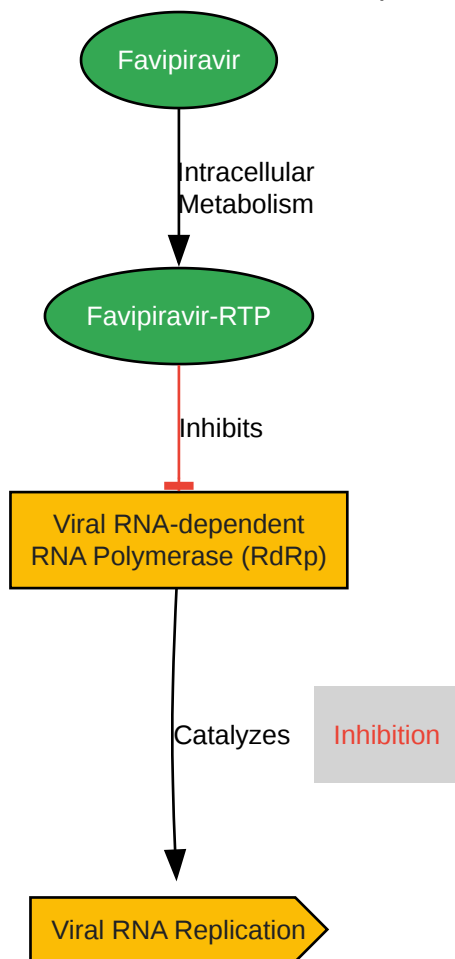 Favipiravir
Intracellular
Metabolism
Favipiravir-RTP
Inhibits
Viral RNA-dependent
RNA Polymerase (RdRp)
Catalyzes
Inhibition
Viral RNA Replication